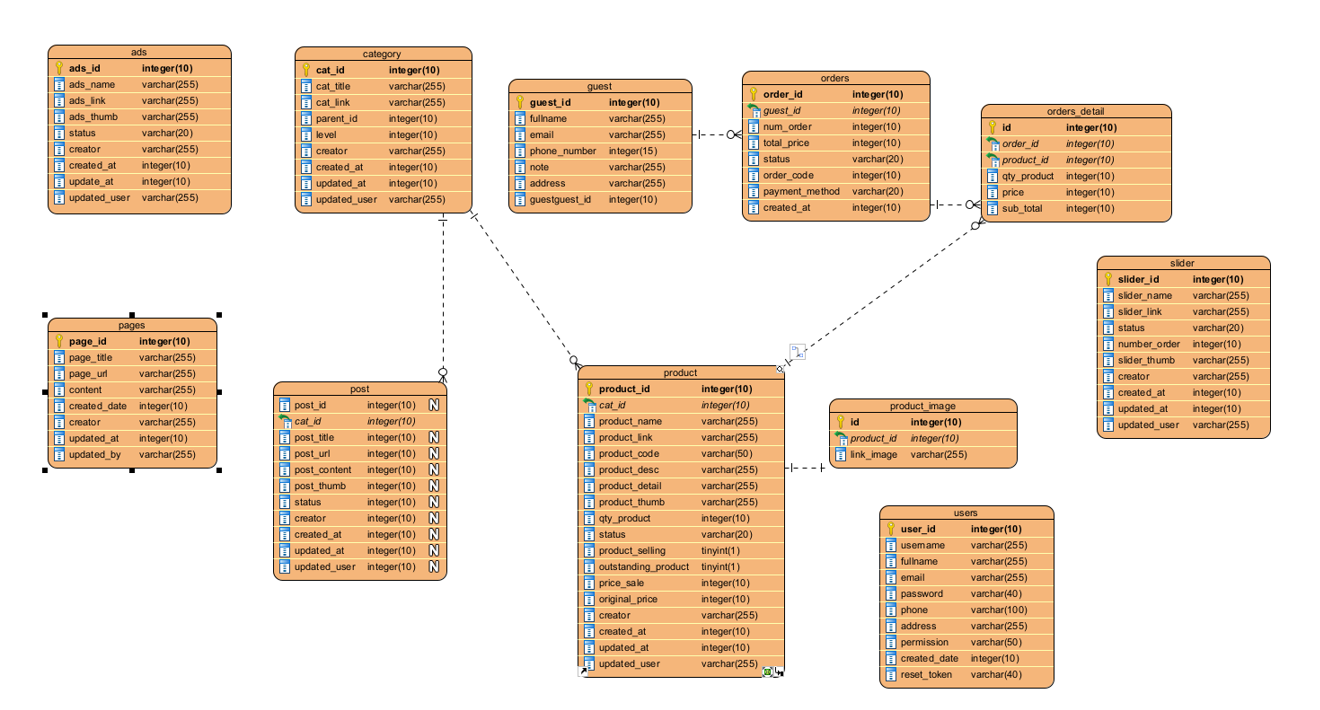 ads
ads_id integer(10)
ads_name varchar(255)
ads_link varchar(255)
ads_thumb varchar(255)
status varchar(20)
creator varchar(255)
created_at integer(10)
update_at integer(10)
updated_user varchar(255)
category
cat_id integer(10)
cat_title varchar(255)
cat_link varchar(255)
parent_id integer(10)
level integer(10)
creator varchar(255)
created_at integer(10)
updated_at integer(10)
updated_user varchar(255)
guest
guest_id integer(10)
fullname varchar(255)
email varchar(255)
phone_number integer(15)
note varchar(255)
address varchar(255)
guestguest_id integer(10)
orders
order_id integer(10)
guest_id integer(10)
num_order integer(10)
total_price integer(10)
status varchar(20)
order_code integer(10)
payment_method varchar(20)
created_at integer(10)
orders_detail
id integer(10)
order_id integer(10)
product_id integer(10)
qty_product integer(10)
price integer(10)
sub_total integer(10)
slider
slider_id integer(10)
slider_name varchar(255)
slider_link varchar(255)
status varchar(20)
number_order integer(10)
slider_thumb varchar(255)
creator varchar(255)
created_at integer(10)
updated_at integer(10)
updated_user varchar(255)
pages
page_id integer(10)
page_title varchar(255)
page_url varchar(255)
content varchar(255)
created_date integer(10)
creator varchar(255)
updated_at integer(10)
updated_by varchar(255)
post
post_id integer(10) N
cat_id integer(10)
post_title integer(10) N
post_url integer(10) N
post_content integer(10) N
post_thumb integer(10) N
status integer(10) N
creator integer(10) N
created_at integer(10) N
updated_at integer(10) N
updated_user integer(10) N
product
product_id integer(10)
cat_id integer(10)
product_name varchar(255)
product_link varchar(255)
product_code varchar(50)
product_desc varchar(255)
product_detail varchar(255)
product_thumb varchar(255)
qty_product integer(10)
status varchar(20)
product_selling tinyint(1)
outstanding_product tinyint(1)
price_sale integer(10)
original_price integer(10)
creator varchar(255)
created_at integer(10)
updated_at integer(10)
updated_user varchar(255)
product_image
id integer(10)
product_id integer(10)
link_image varchar(255)
users
user_id integer(10)
username varchar(255)
fullname varchar(255)
email varchar(255)
password varchar(40)
phone varchar(100)
address varchar(255)
permission varchar(50)
created_date integer(10)
reset_token varchar(40)